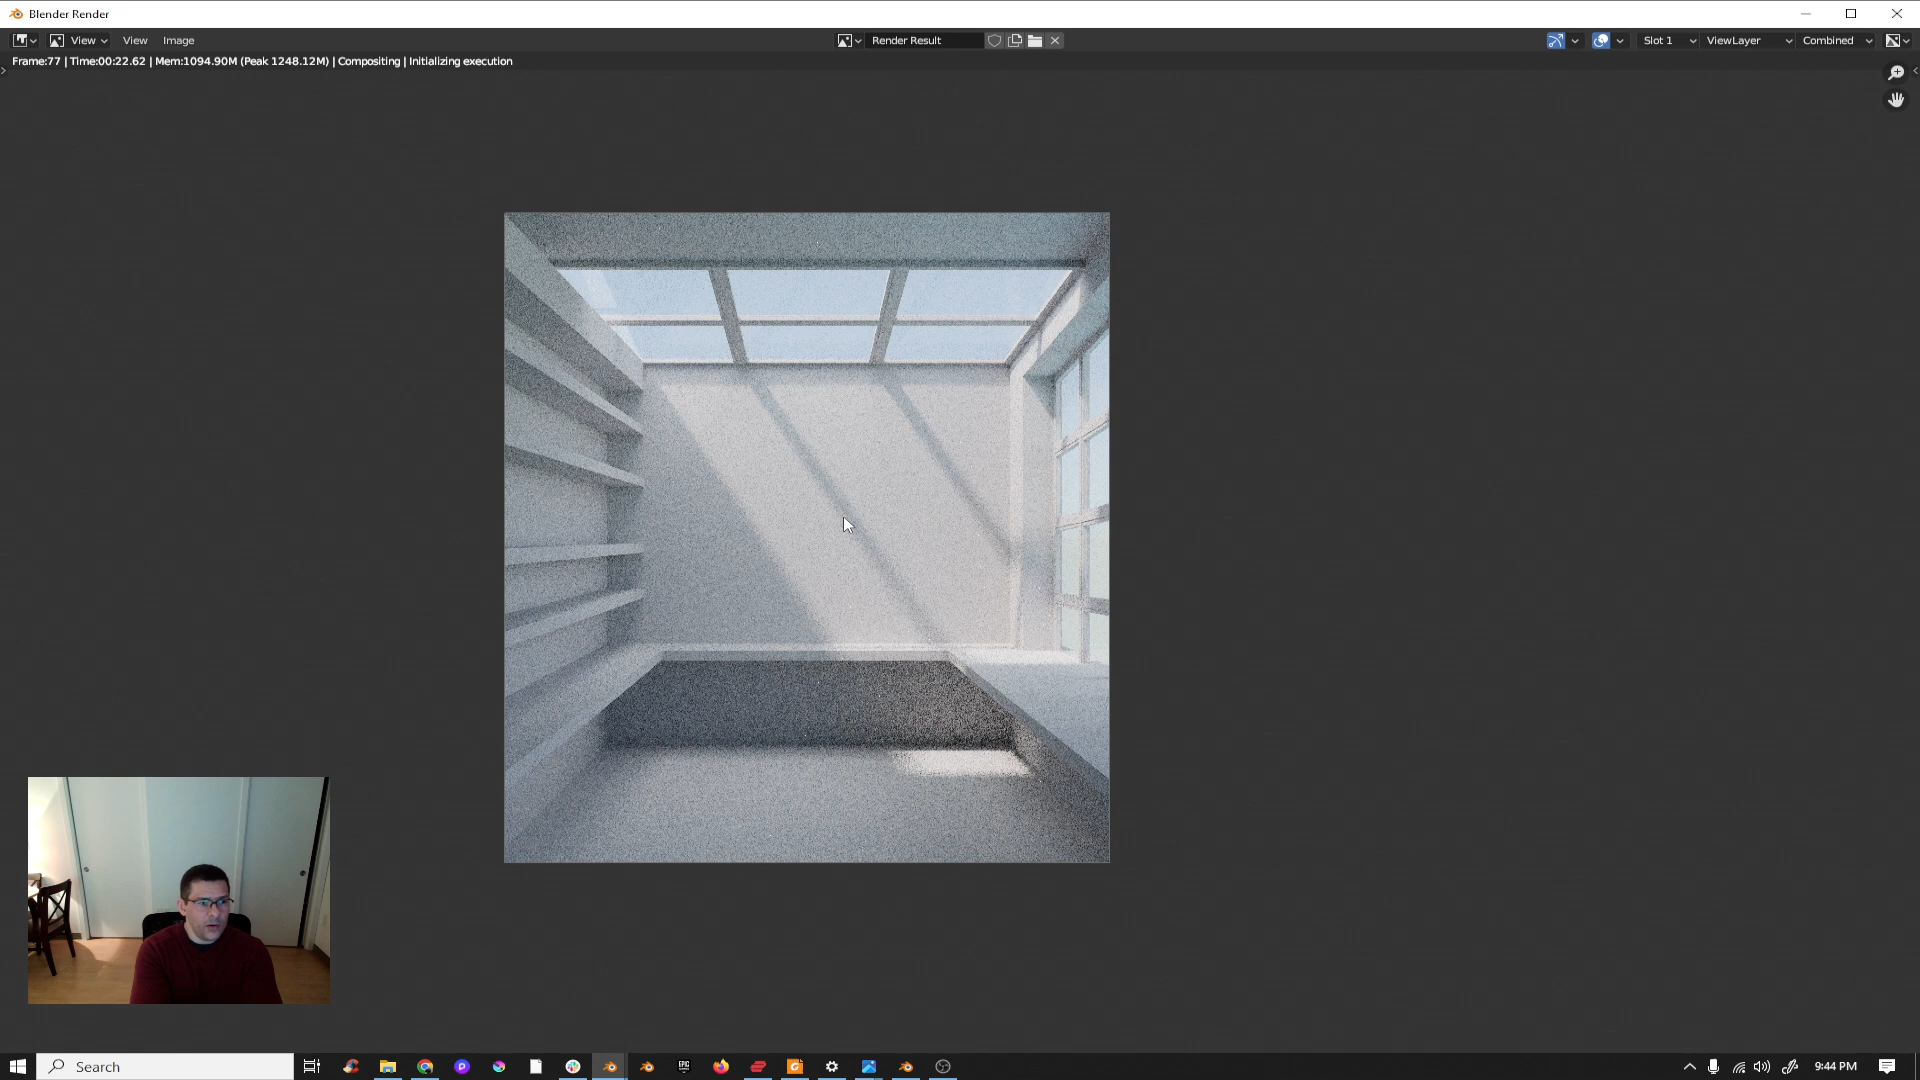 Blender Render
View View Image Render Result Slot 1 ViewLayer Combined
Frame:77 | Time:00:22.62 | Mem:1094.90M (Peak 1248.12M) | Compositing | Initializing execution
Search EPIC 9:44 PM